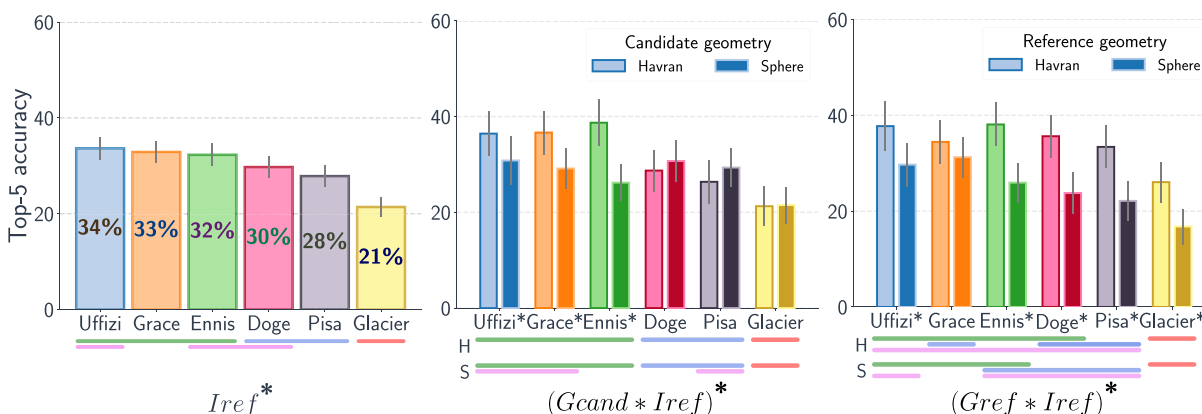 Top-5 accuracy
60
40
20
0
34%
33%
32%
30%
28%
21%
Uffizi Grace Ennis Doge Pisa Glacier
Iref*
60
40
20
0
Candidate geometry
Havran Sphere
Uffizi* Grace* Ennis* Doge Pisa Glacier
H
S
(Gcand * Iref)*
60
40
20
0
Reference geometry
Havran Sphere
Uffizi* Grace Ennis* Doge* Pisa* Glacier*
H
S
(Gref * Iref)*